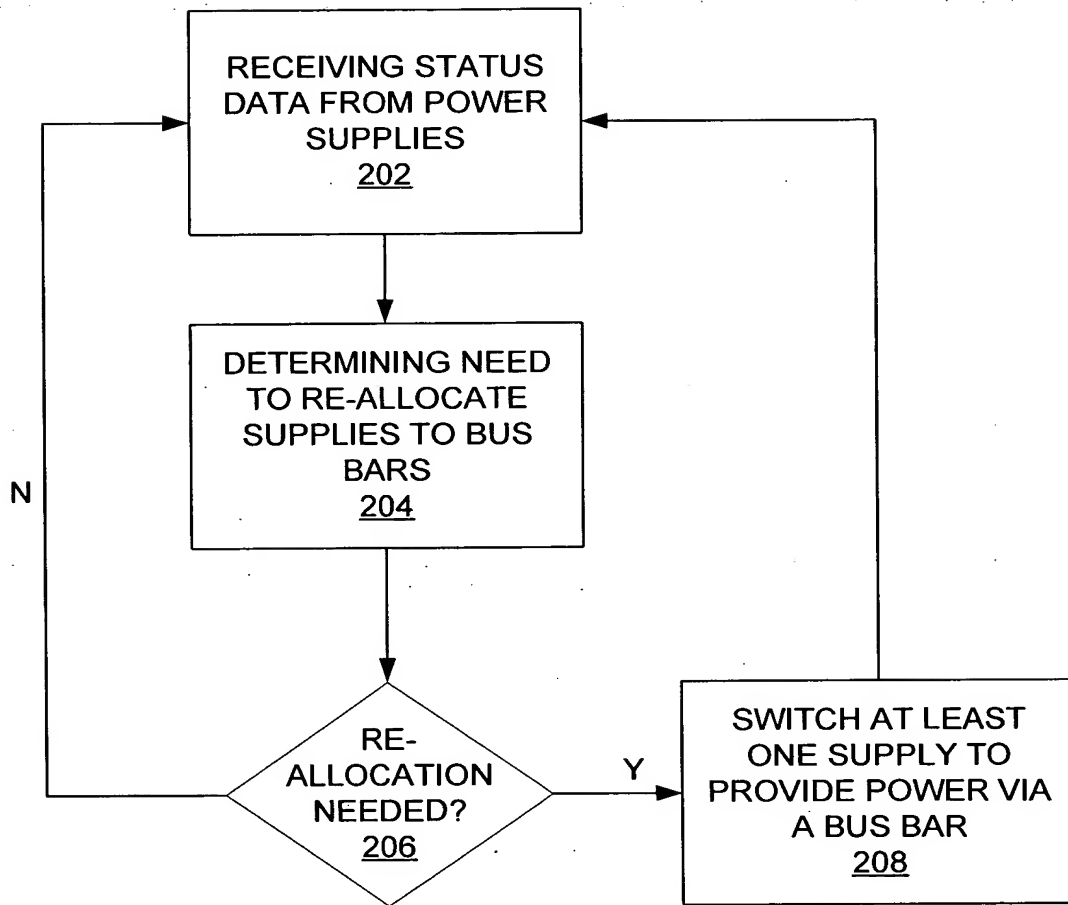 RECEIVING STATUS
DATA FROM POWER
SUPPLIES
202
DETERMINING NEED
TO RE-ALLOCATE
SUPPLIES TO BUS
BARS
204
N
RE-
ALLOCATION
NEEDED?
206
Y
SWITCH AT LEAST
ONE SUPPLY TO
PROVIDE POWER VIA
A BUS BAR
208